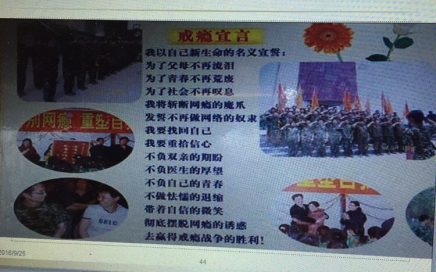 戒瘾宣言
我以自己新生命的名义宣誓：
为了父母不再流泪
为了青春不再荒废
为了社会不再叹息
我将斩断网瘾的魔爪
发誓不再做网络的奴隶
我要找回自己
我要重拾信心
不负双亲的期盼
不负医生的厚望
不负自己的青春
不做怯懦的退缩
带着自信的微笑
彻底摆脱网瘾的诱惑
去赢得戒瘾战争的胜利！
别网瘾 重塑自
重塑自
2016/9/25
44